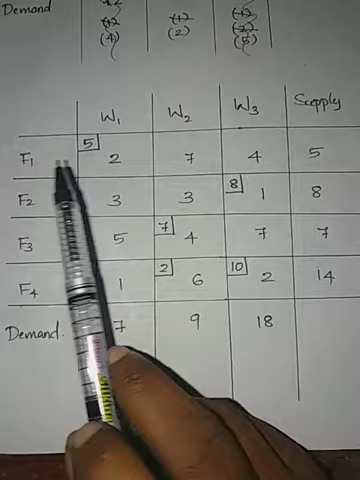 Demand (4) (2) (5)
W1 W2 W3 Supply
F1 5 2 7 4 5
F2 3 3 8 1 8
F3 5 7 4 7 7
F4 1 2 6 10 2 14
Demand 7 9 18